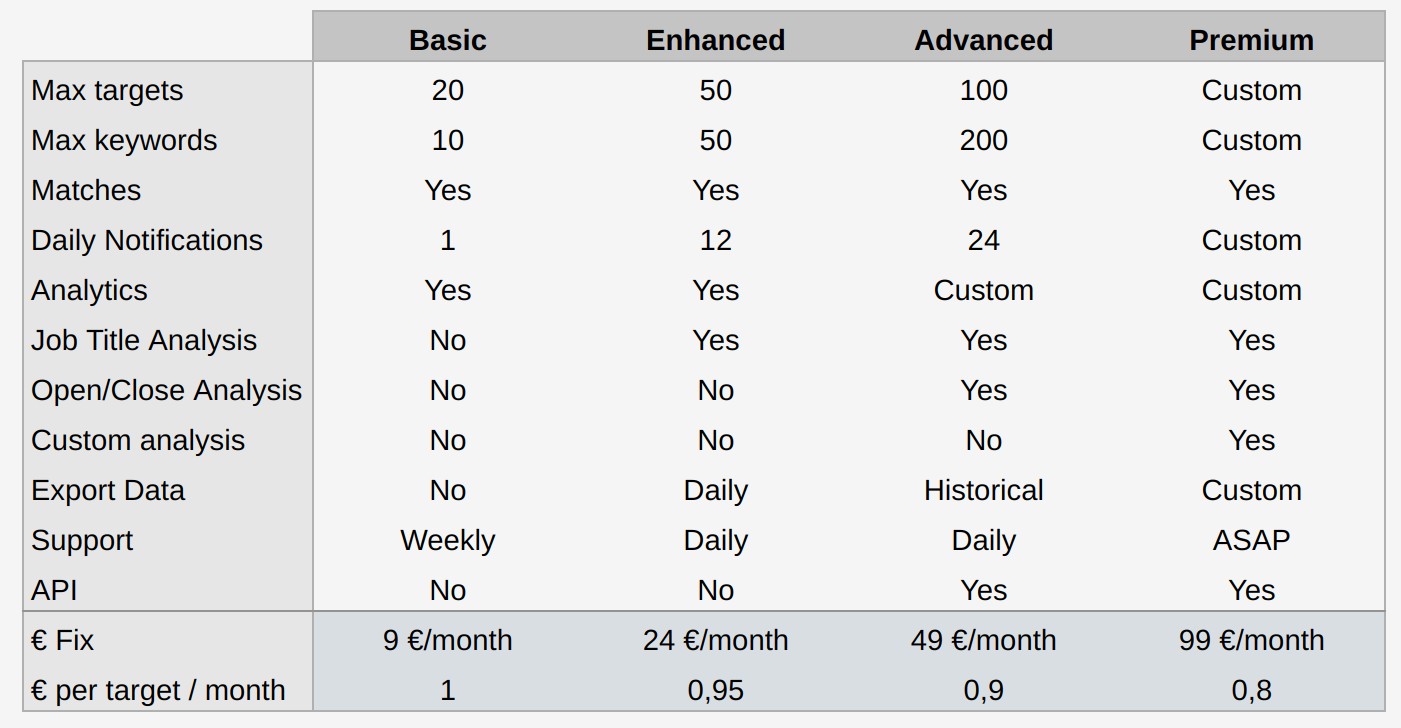 Basic Enhanced Advanced Premium
Max targets 20 50 100 Custom
Max keywords 10 50 200 Custom
Matches Yes Yes Yes Yes
Daily Notifications 1 12 24 Custom
Analytics Yes Yes Custom Custom
Job Title Analysis No Yes Yes Yes
Open/Close Analysis No No Yes Yes
Custom analysis No No No Yes
Export Data No Daily Historical Custom
Support Weekly Daily Daily ASAP
API No No Yes Yes
€ Fix 9 €/month 24 €/month 49 €/month 99 €/month
€ per target / month 1 0,95 0,9 0,8